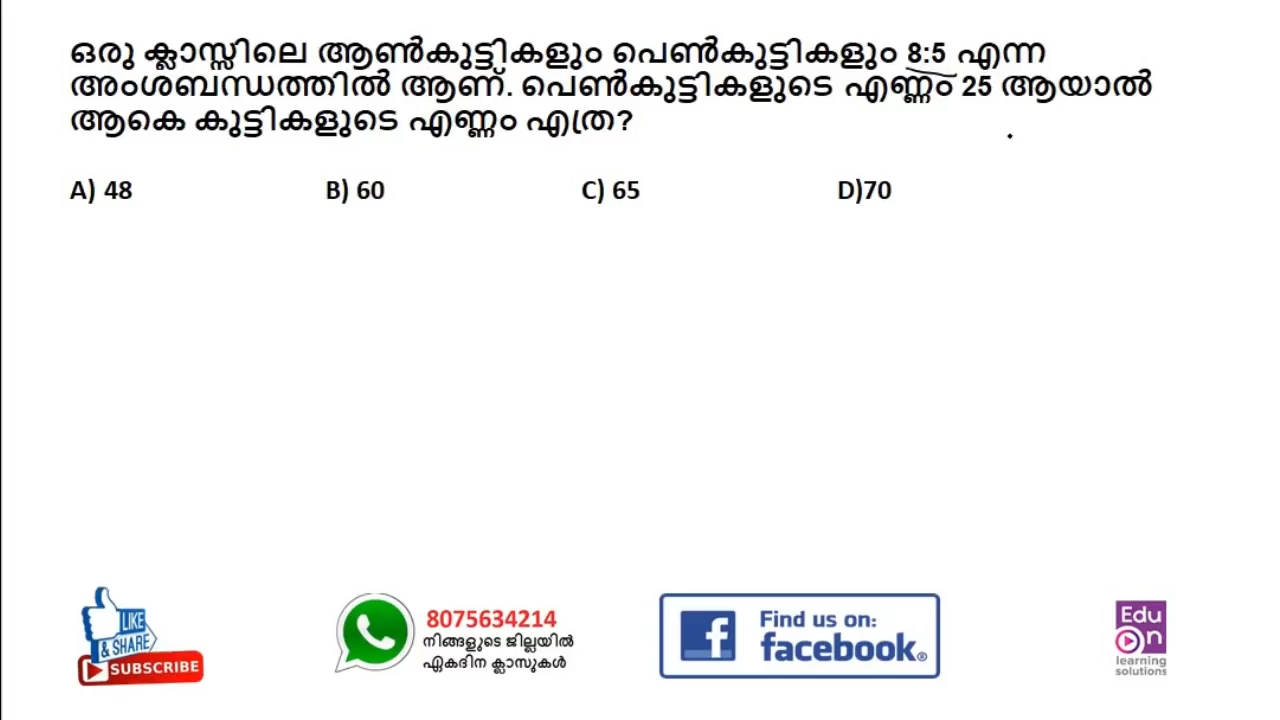 ഒരു ക്ലാസ്സിലെ ആൺകുട്ടികളും പെൺകുട്ടികളും 8:5 എന്ന
അംശബന്ധത്തിൽ ആണ്. പെൺകുട്ടികളുടെ എണ്ണം 25 ആയാൽ
ആകെ കുട്ടികളുടെ എണ്ണം എത്ര?
A) 48 B) 60 C) 65 D)70
LIKE
& SHARE
SUBSCRIBE
8075634214
നിങ്ങളുടെ ജില്ലയിൽ
ഏകദിന ക്ലാസുകൾ
Find us on:
facebook®
Edu
On
learning
solutions